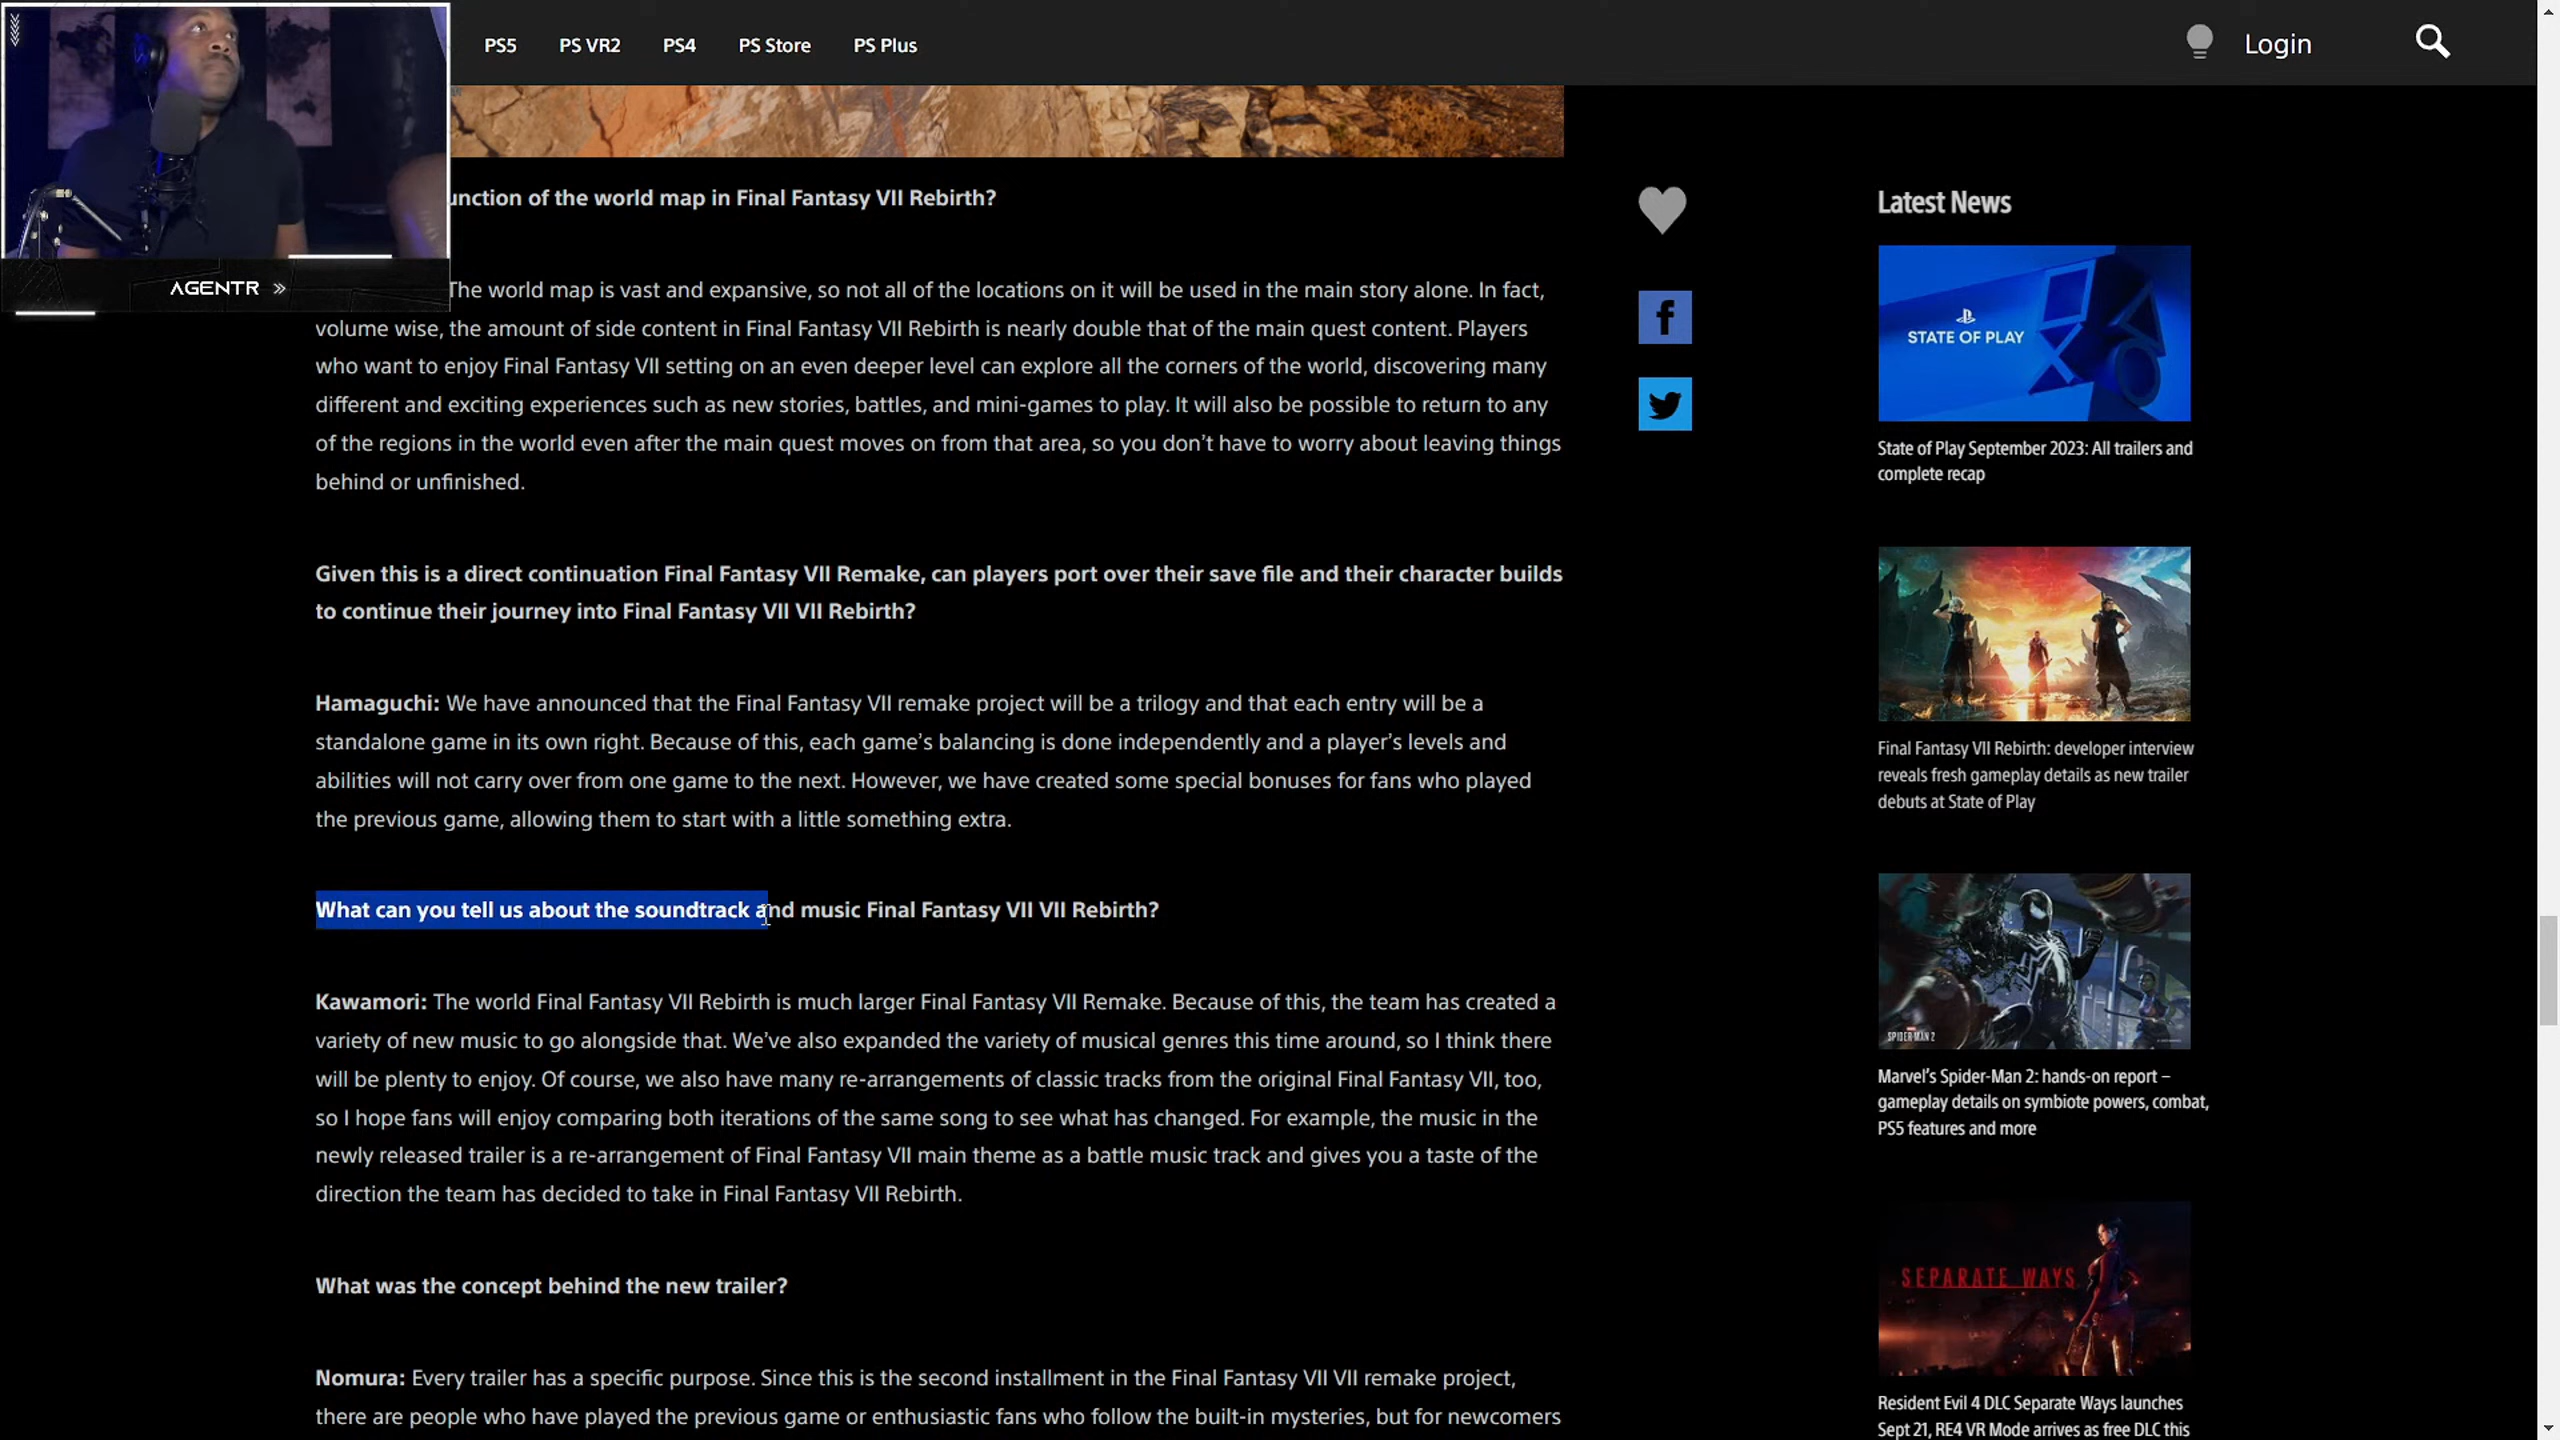 PS5 PS VR2 PS4 PS Store PS Plus
Login
AGENTR »
unction of the world map in Final Fantasy VII Rebirth?
The world map is vast and expansive, so not all of the locations on it will be used in the main story alone. In fact,
volume wise, the amount of side content in Final Fantasy VII Rebirth is nearly double that of the main quest content. Players
who want to enjoy Final Fantasy VII setting on an even deeper level can explore all the corners of the world, discovering many
different and exciting experiences such as new stories, battles, and mini-games to play. It will also be possible to return to any
of the regions in the world even after the main quest moves on from that area, so you don’t have to worry about leaving things
behind or unfinished.
Given this is a direct continuation Final Fantasy VII Remake, can players port over their save file and their character builds
to continue their journey into Final Fantasy VII VII Rebirth?
Hamaguchi: We have announced that the Final Fantasy VII remake project will be a trilogy and that each entry will be a
standalone game in its own right. Because of this, each game’s balancing is done independently and a player’s levels and
abilities will not carry over from one game to the next. However, we have created some special bonuses for fans who played
the previous game, allowing them to start with a little something extra.
What can you tell us about the soundtrack and music Final Fantasy VII VII Rebirth?
Kawamori: The world Final Fantasy VII Rebirth is much larger Final Fantasy VII Remake. Because of this, the team has created a
variety of new music to go alongside that. We’ve also expanded the variety of musical genres this time around, so I think there
will be plenty to enjoy. Of course, we also have many re-arrangements of classic tracks from the original Final Fantasy VII, too,
so I hope fans will enjoy comparing both iterations of the same song to see what has changed. For example, the music in the
newly released trailer is a re-arrangement of Final Fantasy VII main theme as a battle music track and gives you a taste of the
direction the team has decided to take in Final Fantasy VII Rebirth.
What was the concept behind the new trailer?
Nomura: Every trailer has a specific purpose. Since this is the second installment in the Final Fantasy VII VII remake project,
there are people who have played the previous game or enthusiastic fans who follow the built-in mysteries, but for newcomers
Latest News
STATE OF PLAY
State of Play September 2023: All trailers and
complete recap
Final Fantasy VII Rebirth: developer interview
reveals fresh gameplay details as new trailer
debuts at State of Play
SPIDER-MAN 2
Marvel’s Spider-Man 2: hands-on report –
gameplay details on symbiote powers, combat,
PS5 features and more
SEPARATE WAYS
Resident Evil 4 DLC Separate Ways launches
Sept 21, RE4 VR Mode arrives as free DLC this